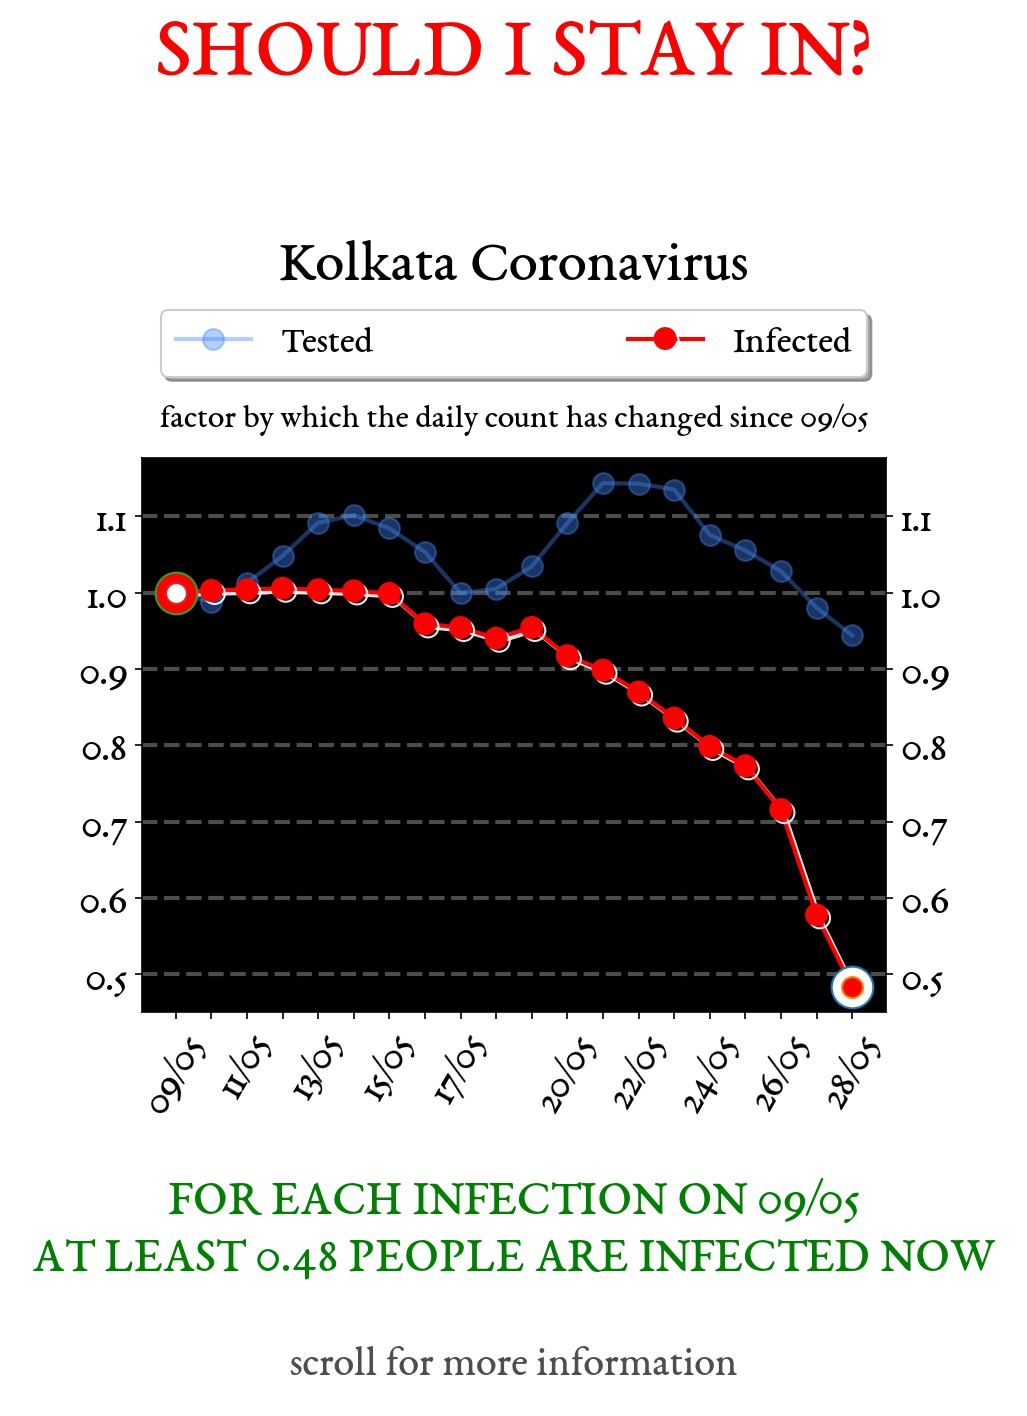 SHOULD I STAY IN?
Kolkata Coronavirus
Tested Infected
factor by which the daily count has changed since 09/05
1.1 1.1
1.0 1.0
0.9 0.9
0.8 0.8
0.7 0.7
0.6 0.6
0.5 0.5
09/05 11/05 13/05 15/05 17/05 20/05 22/05 24/05 26/05 28/05
FOR EACH INFECTION ON 09/05
AT LEAST 0.48 PEOPLE ARE INFECTED NOW
scroll for more information